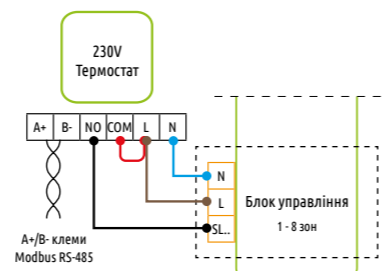 230V
Термостат
A+ B- NO COM L N
N
L
SL..
Блок управління
1 - 8 зон
A+/B- клеми
Modbus RS-485